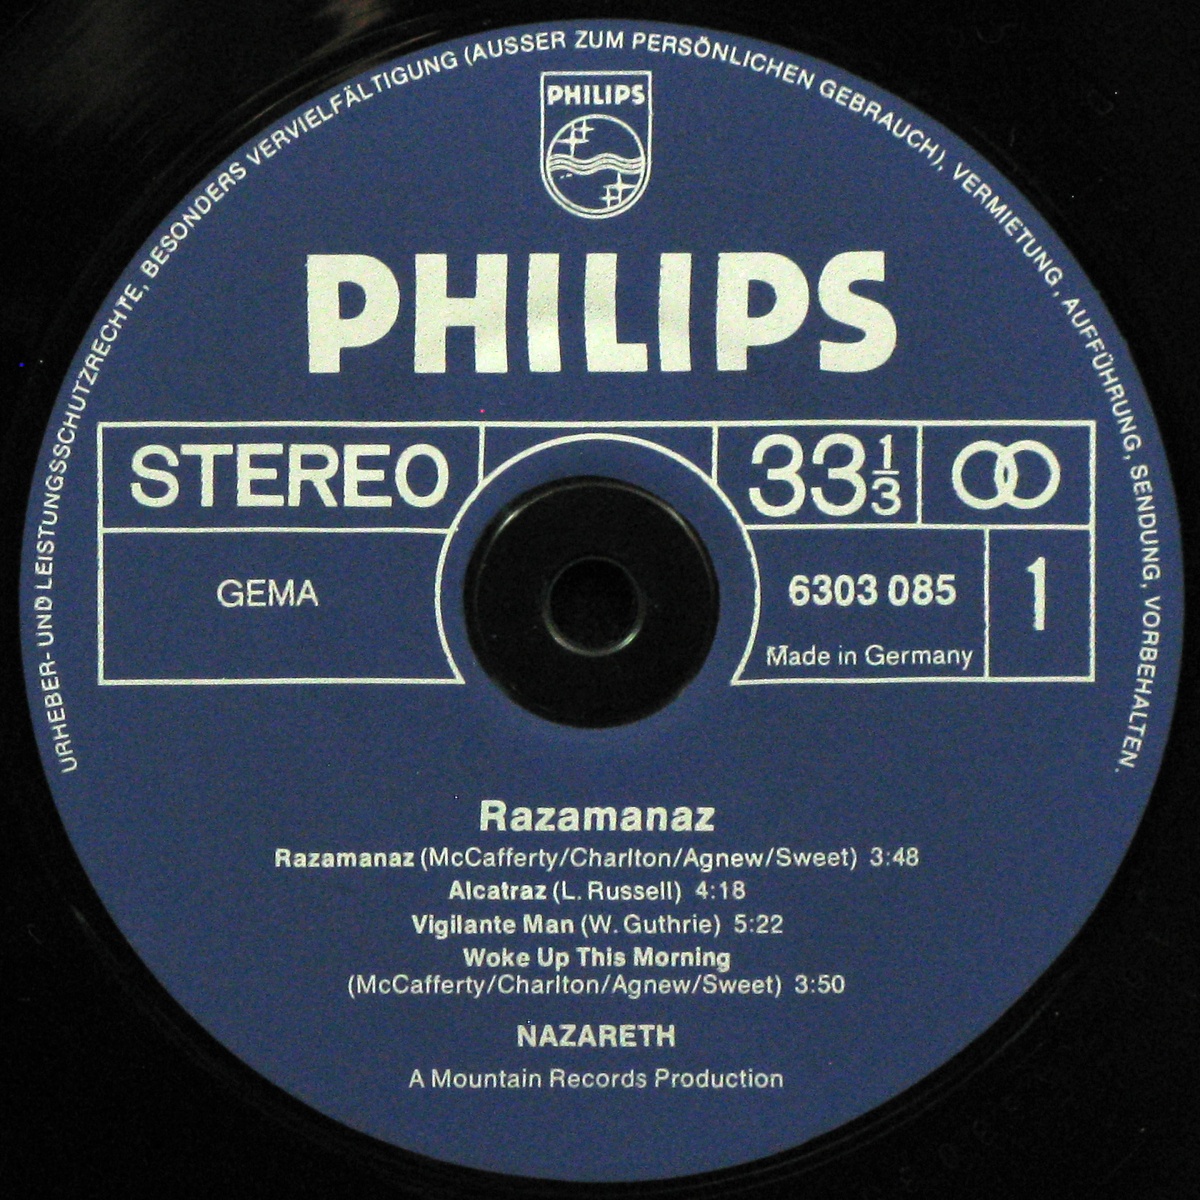 URHEBER- UND LEISTUNGSSCHUTZRECHTE, BESONDERS VERVIELFÄLTIGUNG (AUSSER ZUM PERSÖNLICHEN GEBRAUCH), VERMIETUNG, AUFFÜHRUNG, SENDUNG, VORBEHALTEN.
PHILIPS
PHILIPS
STEREO
33 1/3
GEMA
6303 085
1
Made in Germany
Razamanaz
Razamanaz (McCafferty/Charlton/Agnew/Sweet) 3:48
Alcatraz (L. Russell) 4:18
Vigilante Man (W. Guthrie) 5:22
Woke Up This Morning
(McCafferty/Charlton/Agnew/Sweet) 3:50
NAZARETH
A Mountain Records Production